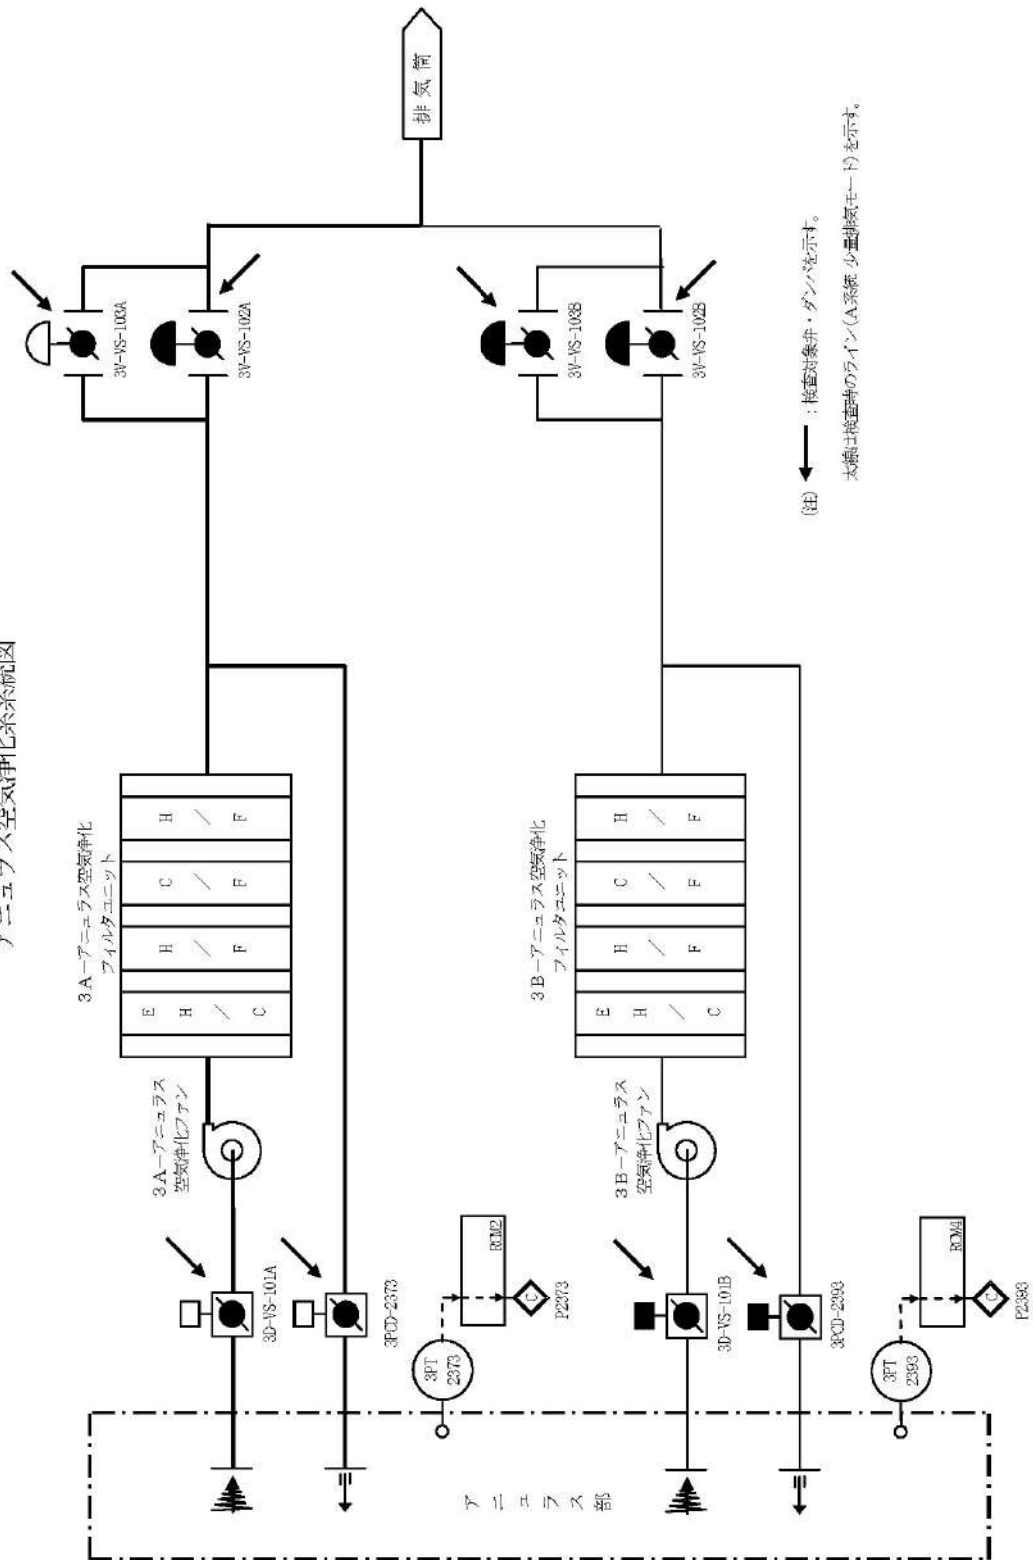 アニュラス空気浄化系系統図
排気筒
3V-VS-103A
3V-VS-102A
3V-VS-103B
3V-VS-102B
3A-アニュラス空気浄化
フィルタユニット
E H / C
H / F
C / F
H / F
3A-アニュラス
空気浄化ファン
3D-VS-101A
3PCD-2373
3PT
2373
RCM2
C
P2373
3B-アニュラス空気浄化
フィルタユニット
E H / C
H / F
C / F
H / F
3B-アニュラス
空気浄化ファン
3D-VS-101B
3PCD-2393
3PT
2393
RCM4
C
P2393
アニュラス部
(注) :検査対象弁・ダンパを示す。
太線は検査時のライン(A系統 少量排気モード)を示す。